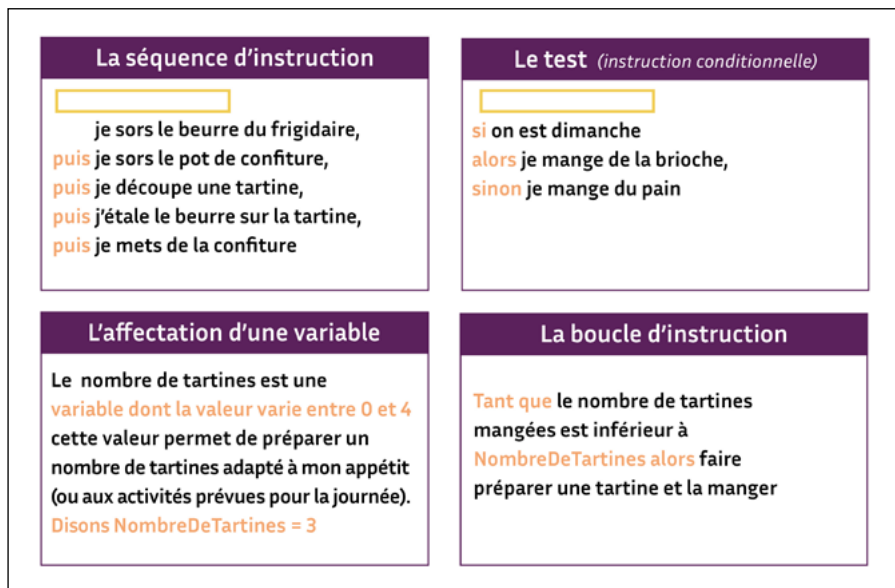 La séquence d'instruction
je sors le beurre du frigidaire,
puis je sors le pot de confiture,
puis je découpe une tartine,
puis j'étale le beurre sur la tartine,
puis je mets de la confiture
Le test (instruction conditionnelle)
si on est dimanche
alors je mange de la brioche,
sinon je mange du pain
L'affectation d'une variable
Le nombre de tartines est une
variable dont la valeur varie entre 0 et 4
cette valeur permet de préparer un
nombre de tartines adapté à mon appétit
(ou aux activités prévues pour la journée).
Disons NombreDeTartines = 3
La boucle d'instruction
Tant que le nombre de tartines
mangées est inférieur à
NombreDeTartines alors faire
préparer une tartine et la manger